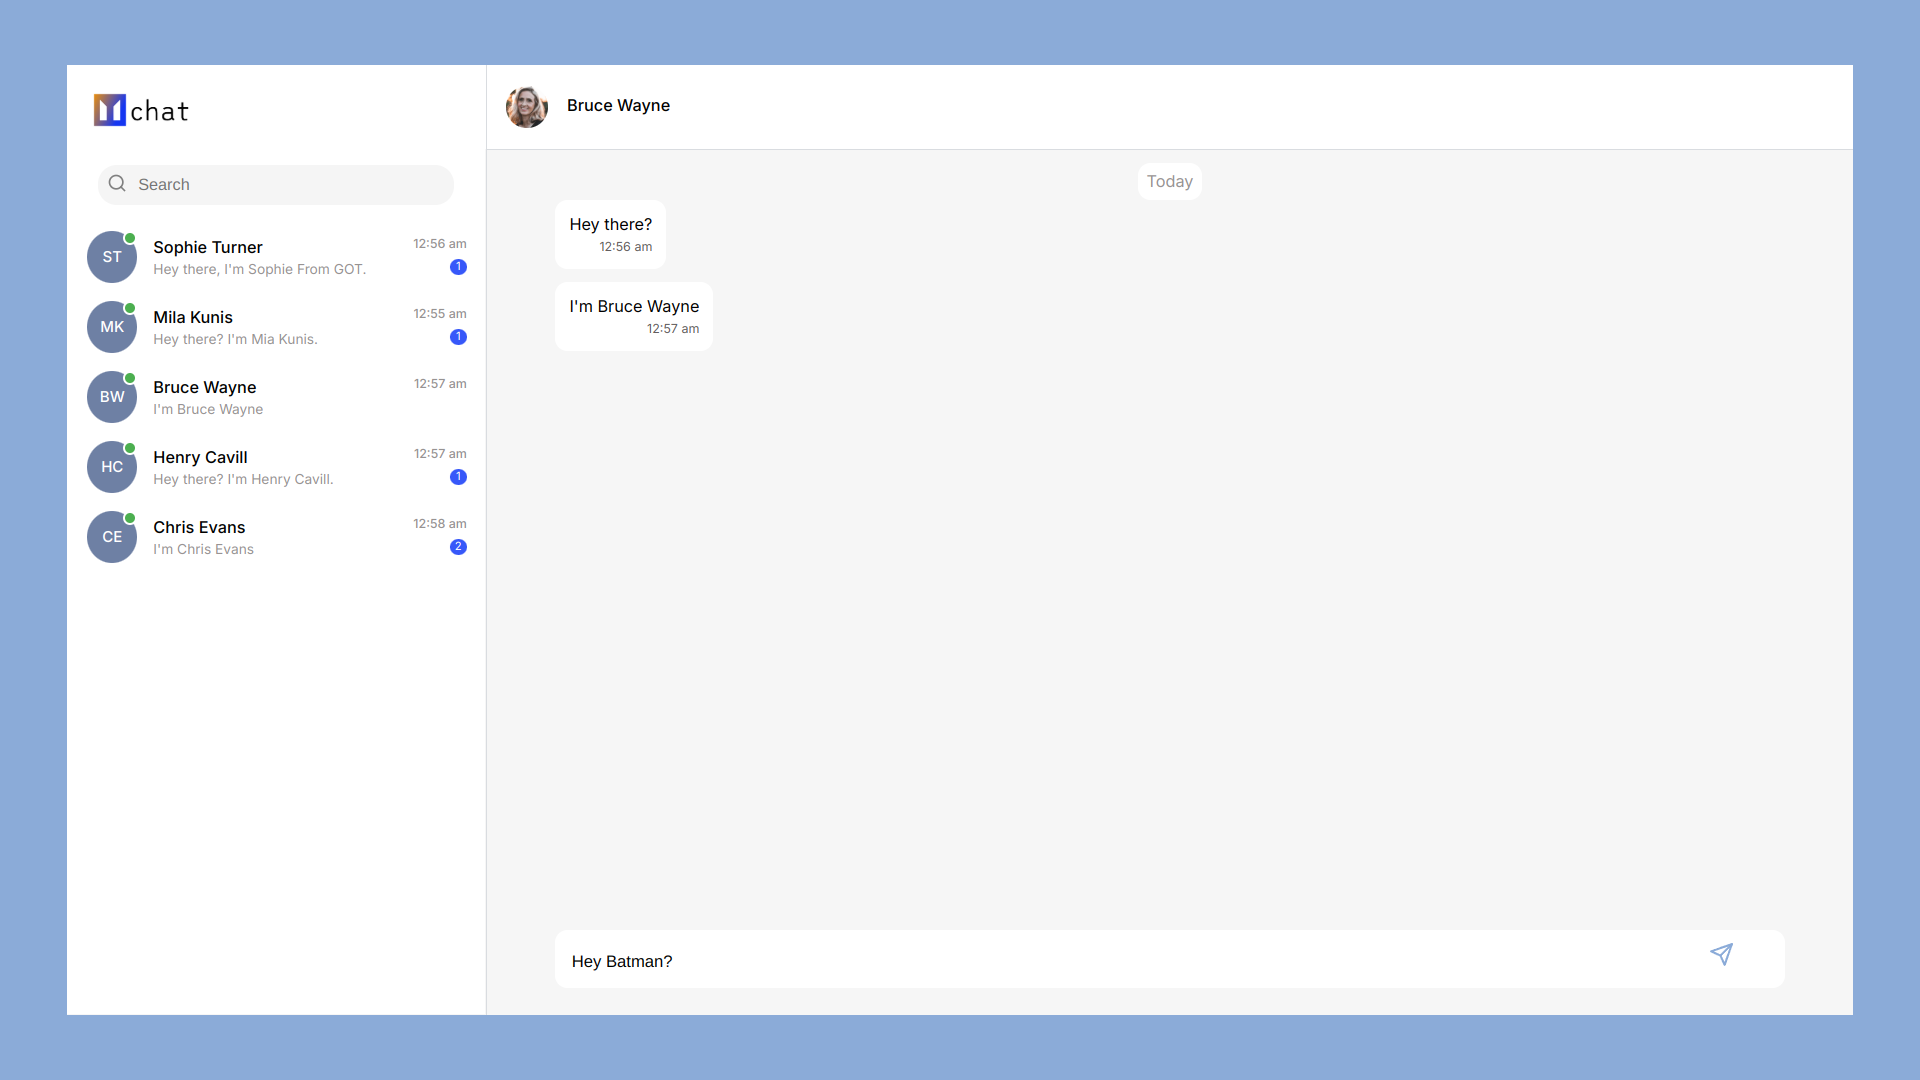 chat
Search
ST
Sophie Turner
12:56 am
Hey there, I'm Sophie From GOT.
1
MK
Mila Kunis
12:55 am
Hey there? I'm Mia Kunis.
1
BW
Bruce Wayne
12:57 am
I'm Bruce Wayne
HC
Henry Cavill
12:57 am
Hey there? I'm Henry Cavill.
1
CE
Chris Evans
12:58 am
I'm Chris Evans
2
Bruce Wayne
Today
Hey there?
12:56 am
I'm Bruce Wayne
12:57 am
Hey Batman?